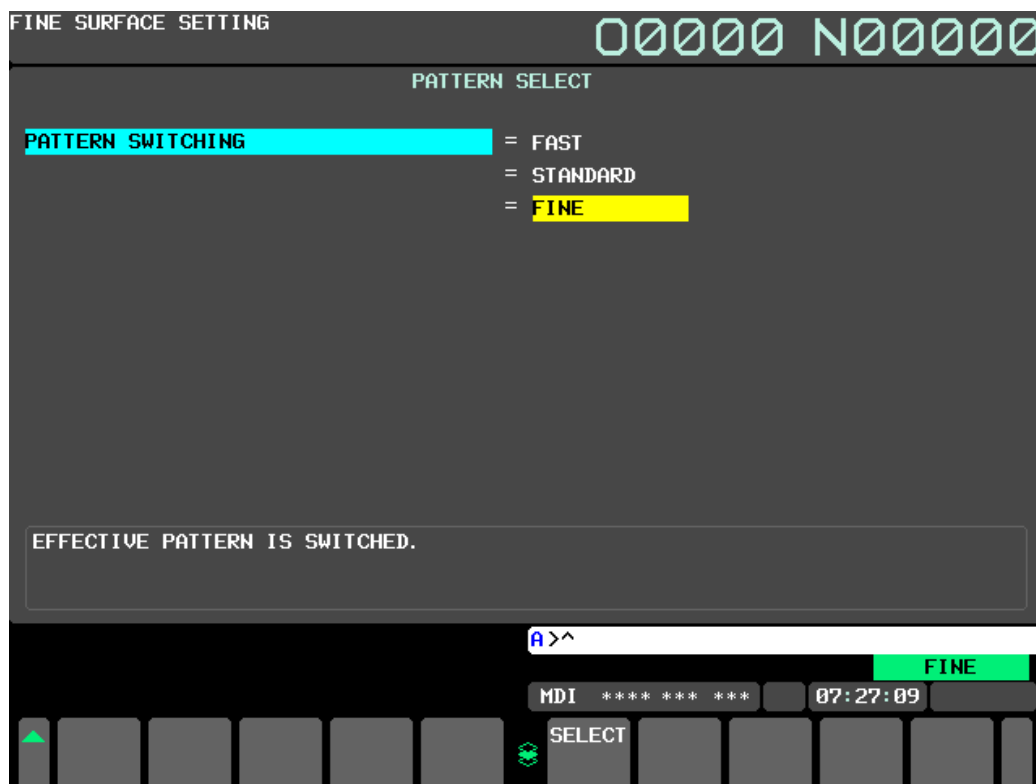 FINE SURFACE SETTING
O0000 N00000
PATTERN SELECT
PATTERN SWITCHING = FAST
= STANDARD
= FINE
EFFECTIVE PATTERN IS SWITCHED.
A>^
FINE
MDI **** *** *** 07:27:09
SELECT